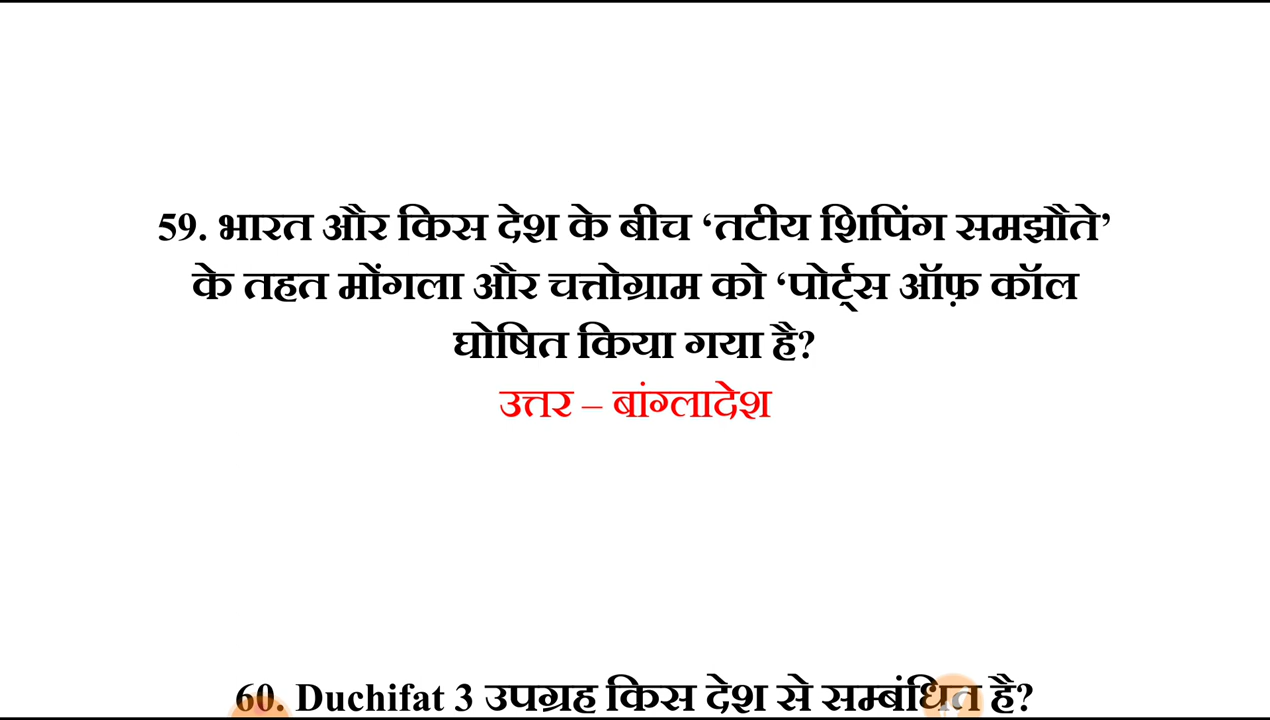 59. भारत और किस देश के बीच ‘तटीय शिपिंग समझौते’
के तहत मोंगला और चत्तोग्राम को ‘पोर्ट्स ऑफ़ कॉल
घोषित किया गया है?
उत्तर – बांग्लादेश
60. Duchifat 3 उपग्रह किस देश से सम्बंधित है?